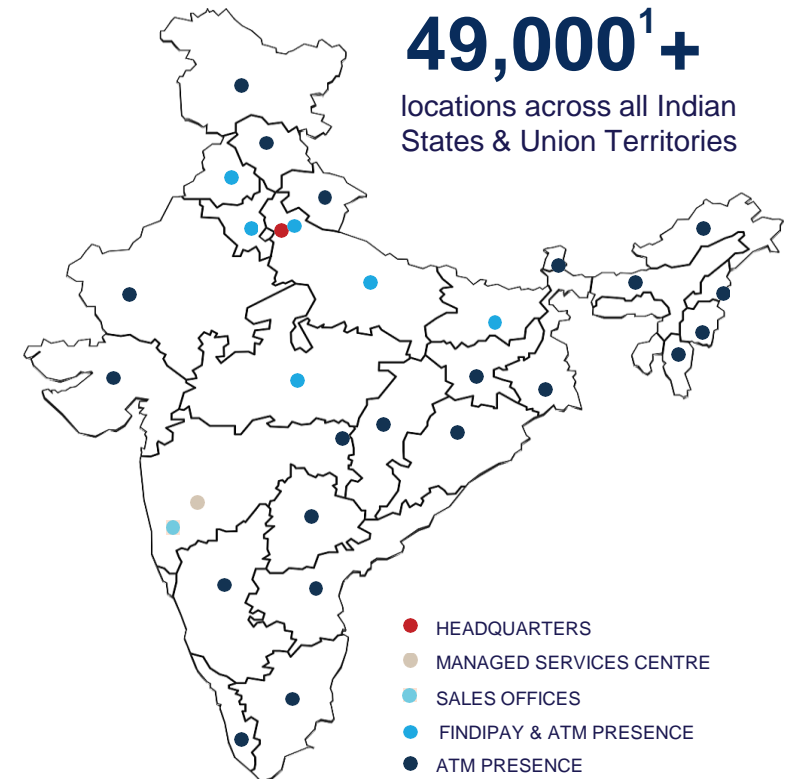 49,000¹+
locations across all Indian
States & Union Territories
HEADQUARTERS
MANAGED SERVICES CENTRE
SALES OFFICES
FINDIPAY & ATM PRESENCE
ATM PRESENCE